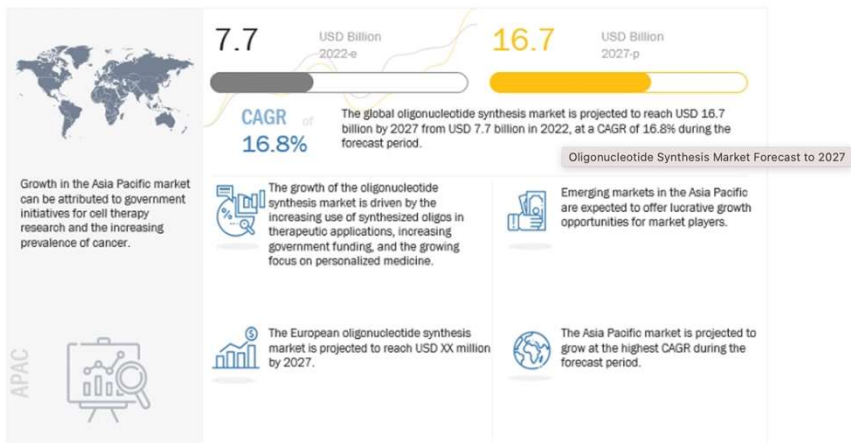 7.7
USD Billion
2022-e
16.7
USD Billion
2027-p
CAGR of
16.8%
The global oligonucleotide synthesis market is projected to reach USD 16.7
billion by 2027 from USD 7.7 billion in 2022, at a CAGR of 16.8% during the
forecast period.
Oligonucleotide Synthesis Market Forecast to 2027
Growth in the Asia Pacific market
can be attributed to government
initiatives for cell therapy
research and the increasing
prevalence of cancer.
The growth of the oligonucleotide
synthesis market is driven by the
increasing use of synthesized oligos in
therapeutic applications, increasing
government funding, and the growing
focus on personalized medicine.
Emerging markets in the Asia Pacific
are expected to offer lucrative growth
opportunities for market players.
APAC
The European oligonucleotide synthesis
market is projected to reach USD XX million
by 2027.
The Asia Pacific market is projected to
grow at the highest CAGR during the
forecast period.